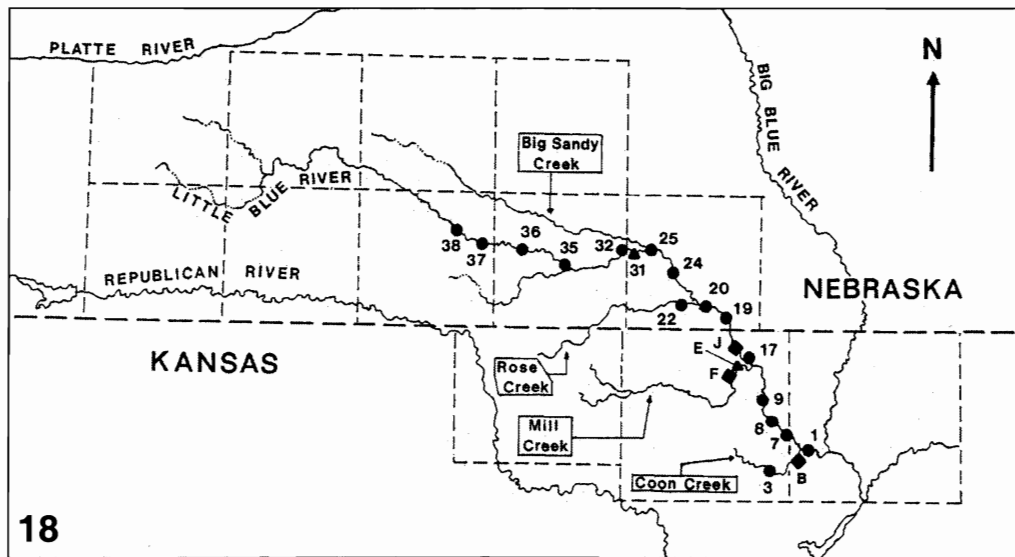 PLATTE RIVER
N
BIG BLUE RIVER
Big Sandy
Creek
LITTLE BLUE RIVER
38
37
36
35
32
31
25
24
REPUBLICAN RIVER
22
20
19
NEBRASKA
KANSAS
J
17
E
F
Rose
Creek
9
Mill
Creek
8
7
1
B
Coon Creek
3
18